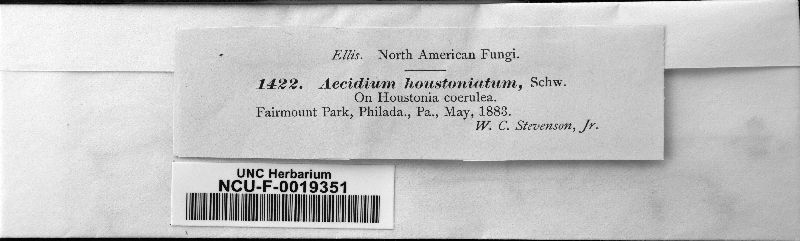 Ellis. North American Fungi.
1422. Aecidium houstoniatum, Schw.
On Houstonia coerulea.
Fairmount Park, Philada., Pa., May, 1883.
W. C. Stevenson, Jr.
UNC Herbarium
NCU-F-0019351